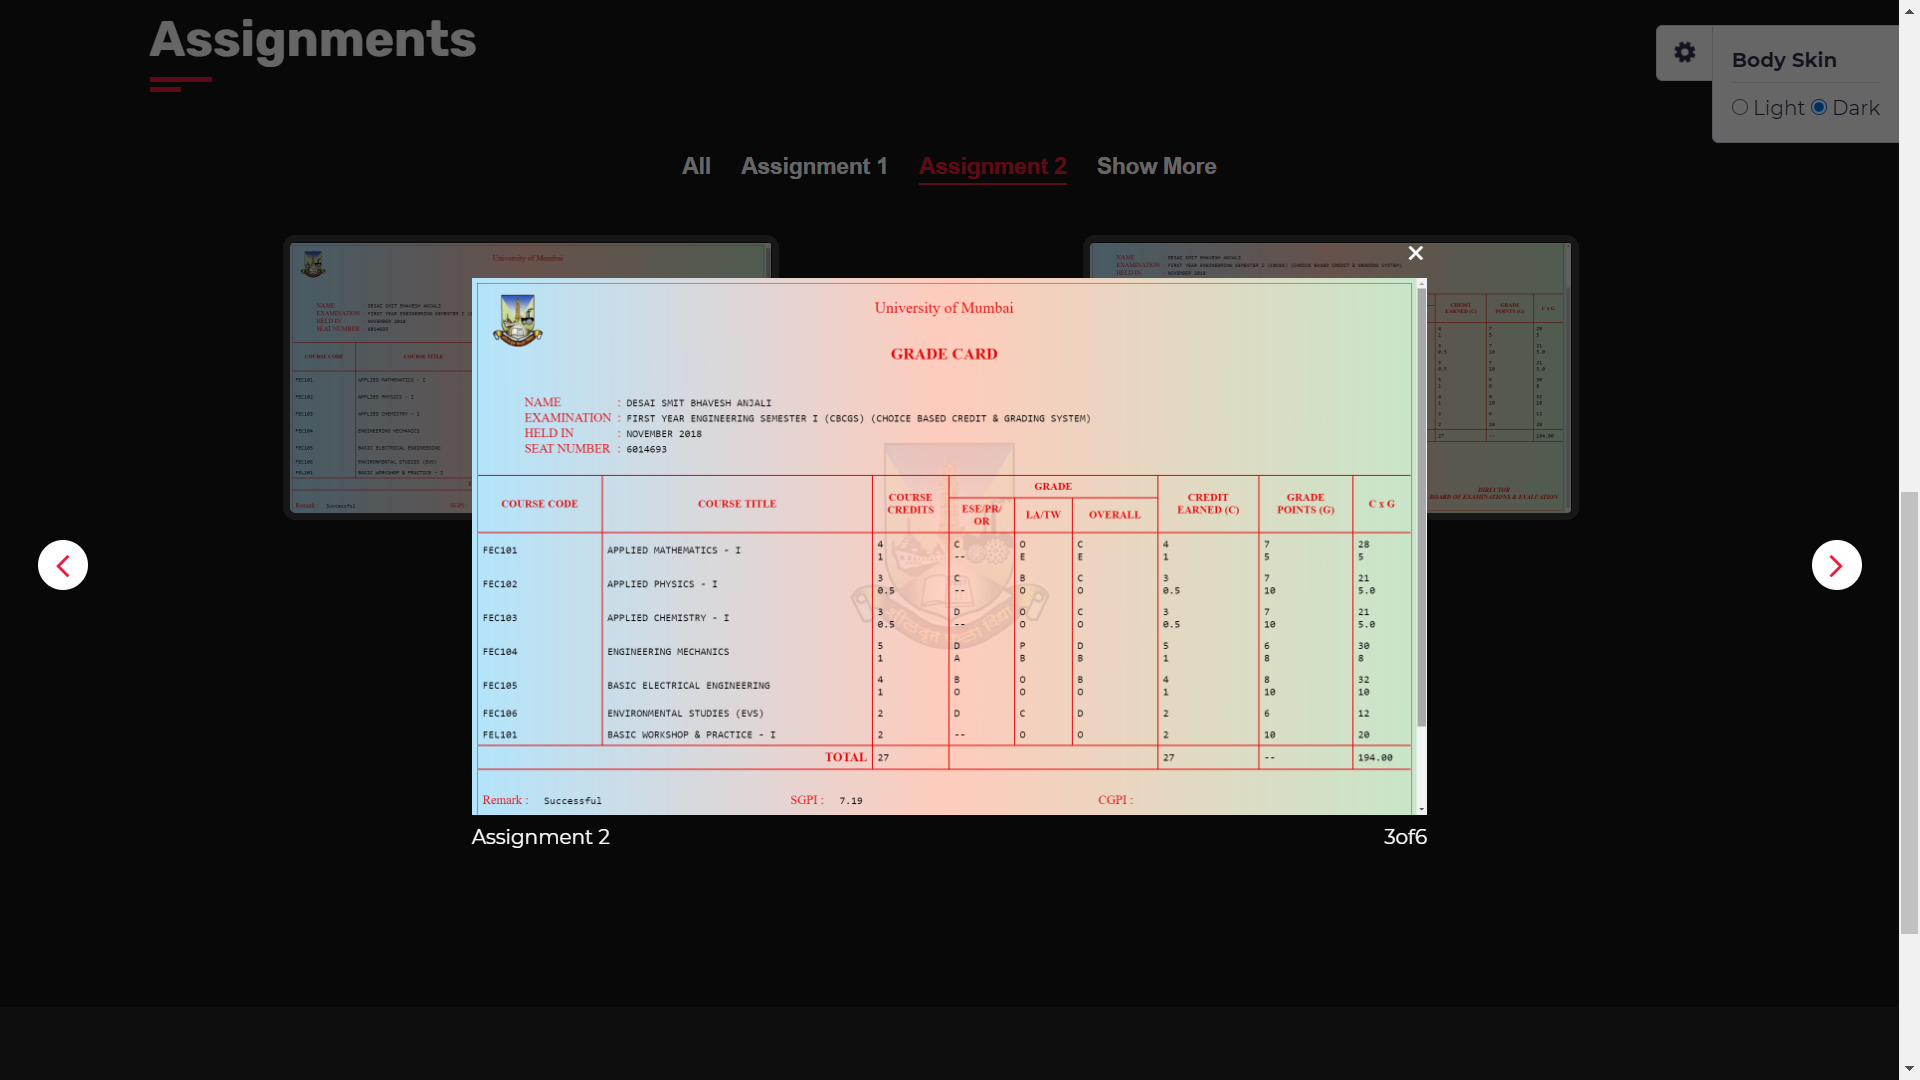 Assignments
Body Skin
Light Dark
All Assignment 1 Assignment 2 Show More
University of Mumbai
GRADE CARD
NAME : DESAI SMIT BHAVESH ANJALI
EXAMINATION : FIRST YEAR ENGINEERING SEMESTER I (CBCGS) (CHOICE BASED CREDIT & GRADING SYSTEM)
HELD IN : NOVEMBER 2018
SEAT NUMBER : 6014693
COURSE CODE COURSE TITLE COURSE CREDITS GRADE CREDIT EARNED (C) GRADE POINTS (G) C x G
ESE/PR/OR LA/TW OVERALL
FEC101 APPLIED MATHEMATICS - I 4 C O C 4 7 28
1 -- E E 1 5 5
FEC102 APPLIED PHYSICS - I 3 C B C 3 7 21
0.5 -- O O 0.5 10 5.0
FEC103 APPLIED CHEMISTRY - I 3 D O C 3 7 21
0.5 -- O O 0.5 10 5.0
FEC104 ENGINEERING MECHANICS 5 D P D 5 6 30
1 A B B 1 8 8
FEC105 BASIC ELECTRICAL ENGINEERING 4 B O B 4 8 32
1 O O O 1 10 10
FEC106 ENVIRONMENTAL STUDIES (EVS) 2 D C D 2 6 12
FEL101 BASIC WORKSHOP & PRACTICE - I 2 -- O O 2 10 20
TOTAL 27 27 -- 194.00
Remark : Successful SGPI : 7.19 CGPI :
Assignment 2 3of6